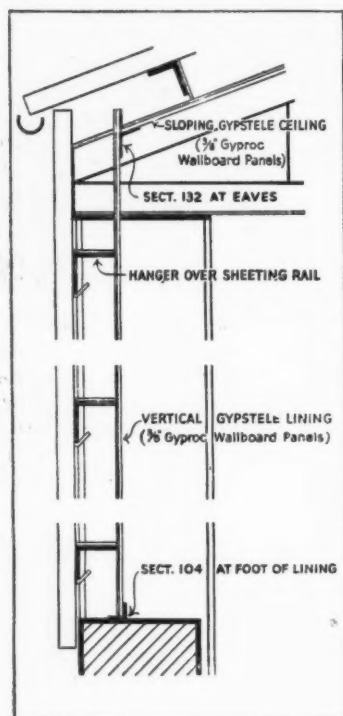 SLOPING GYPSTELE CEILING
(⅜" Gyproc
Wallboard Panels)
SECT. 132 AT EAVES
HANGER OVER SHEETING RAIL
VERTICAL GYPSTELE LINING
(⅜" Gyproc Wallboard Panels)
SECT. 104 AT FOOT OF LINING